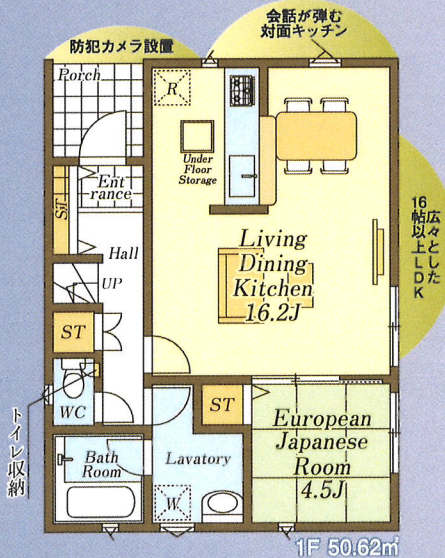 会話が弾む
対面キッチン
防犯カメラ設置
Porch
R
Under
Floor
Storage
Ent
rance
SiT
Hall
UP
Living
Dining
Kitchen
16.2J
広々とした
16帖以上LDK
ST
WC
トイレ収納
ST
Bath
Room
Lavatory
W
European
Japanese
Room
4.5J
1F 50.62㎡